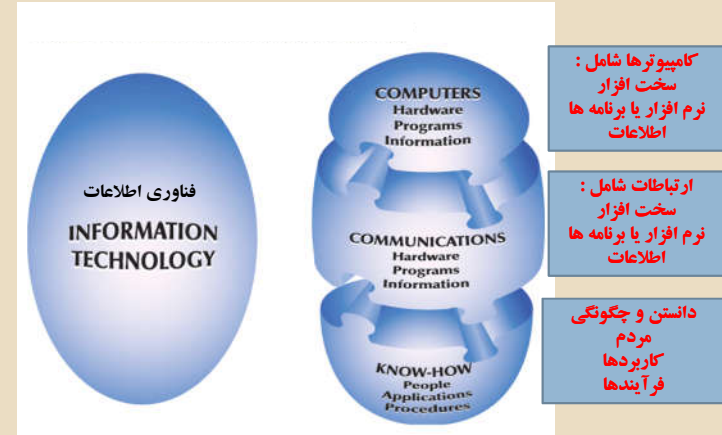 فناوری اطلاعات
INFORMATION
TECHNOLOGY
COMPUTERS
Hardware
Programs
Information
COMMUNICATIONS
Hardware
Programs
Information
KNOW-HOW
People
Applications
Procedures
کامپیوترها شامل :
سخت افزار
نرم افزار یا برنامه ها
اطلاعات
ارتباطات شامل :
سخت افزار
نرم افزار یا برنامه ها
اطلاعات
دانستن و چگونگی
مردم
کاربردها
فرآیندها